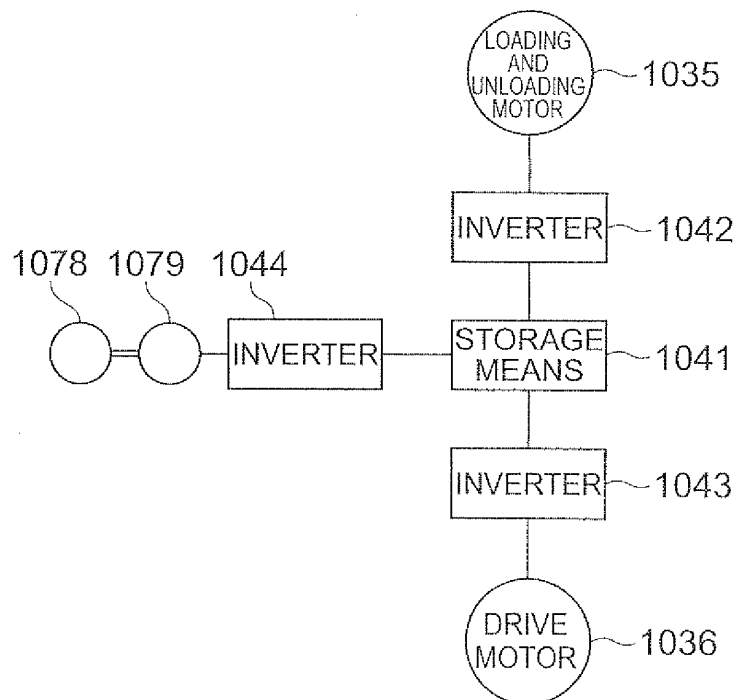 LOADING
AND
UNLOADING
MOTOR
1035
INVERTER
1042
1078 1079 1044
INVERTER
STORAGE
MEANS
1041
INVERTER
1043
DRIVE
MOTOR
1036